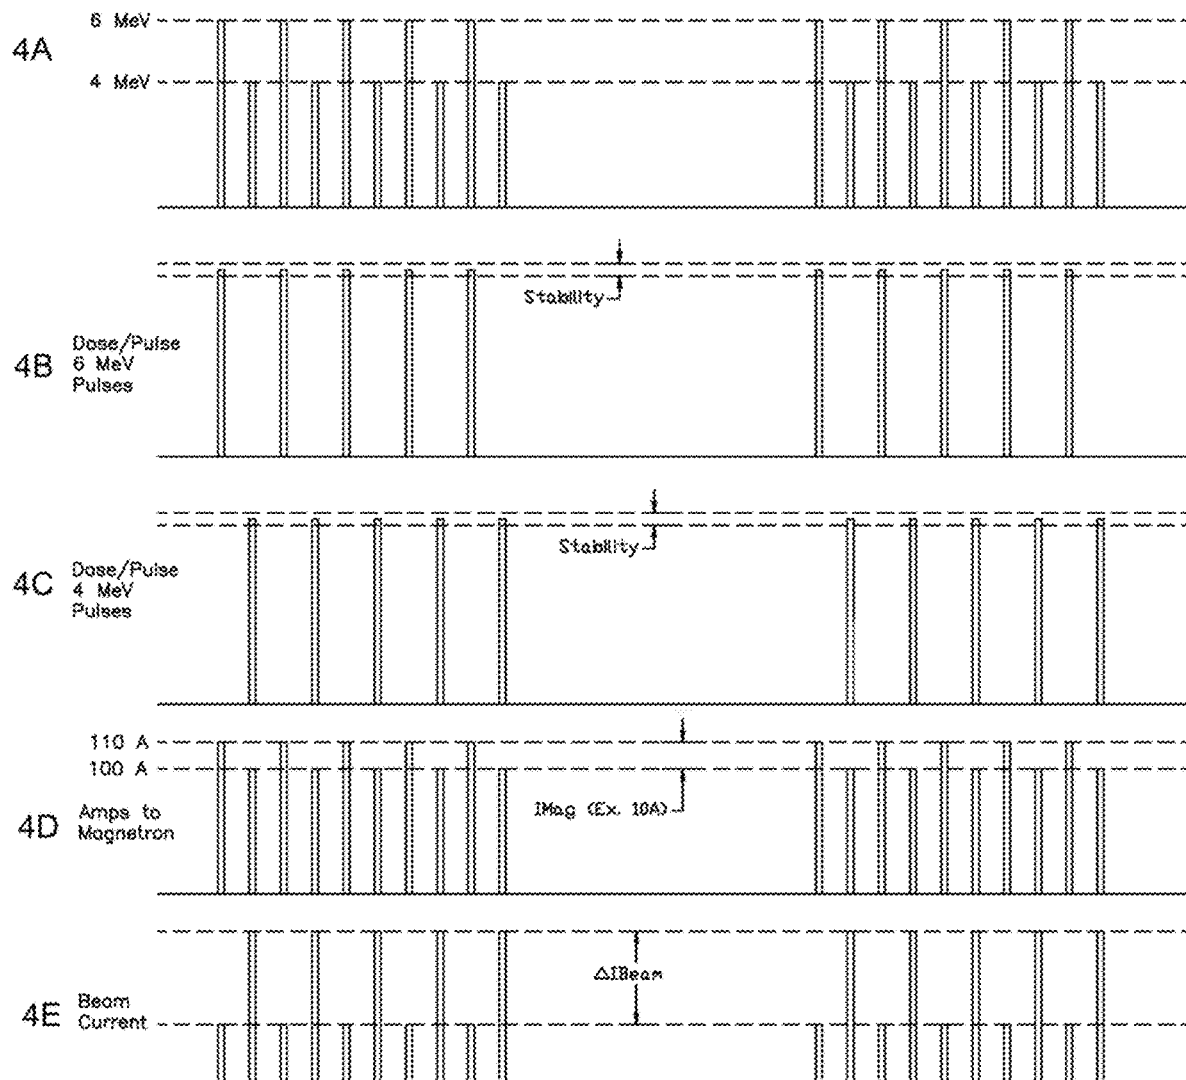 6 MeV
4A
4 MeV
Stability
4B
Dose/Pulse
6 MeV
Pulses
Stability
4C
Dose/Pulse
4 MeV
Pulses
110 A
100 A
IMag (Ex. 10A)
4D
Amps to
Magnetron
△IBeam
4E
Beam
Current